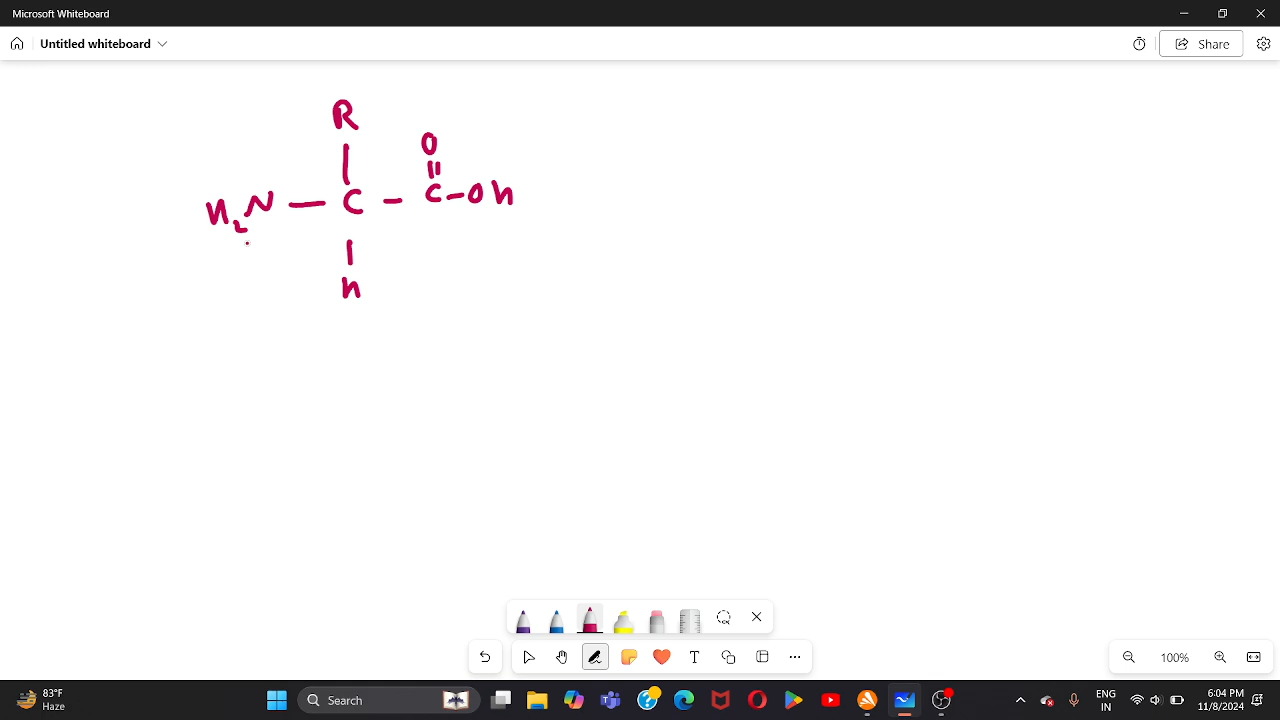 Microsoft Whiteboard
Untitled whiteboard
Share
R
O
H2N — C - C-OH
H
T
100%
83°F
Haze
Search
ENG
IN
6:04 PM
11/8/2024